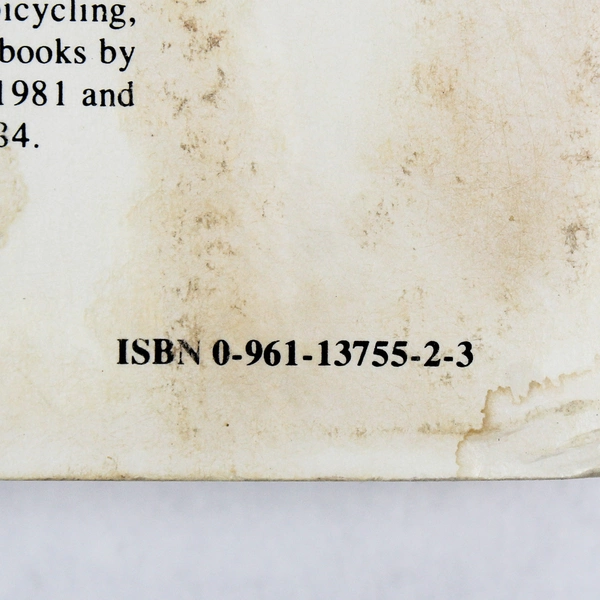 bicycling,
books by
1981 and
84.
ISBN 0-961-13755-2-3